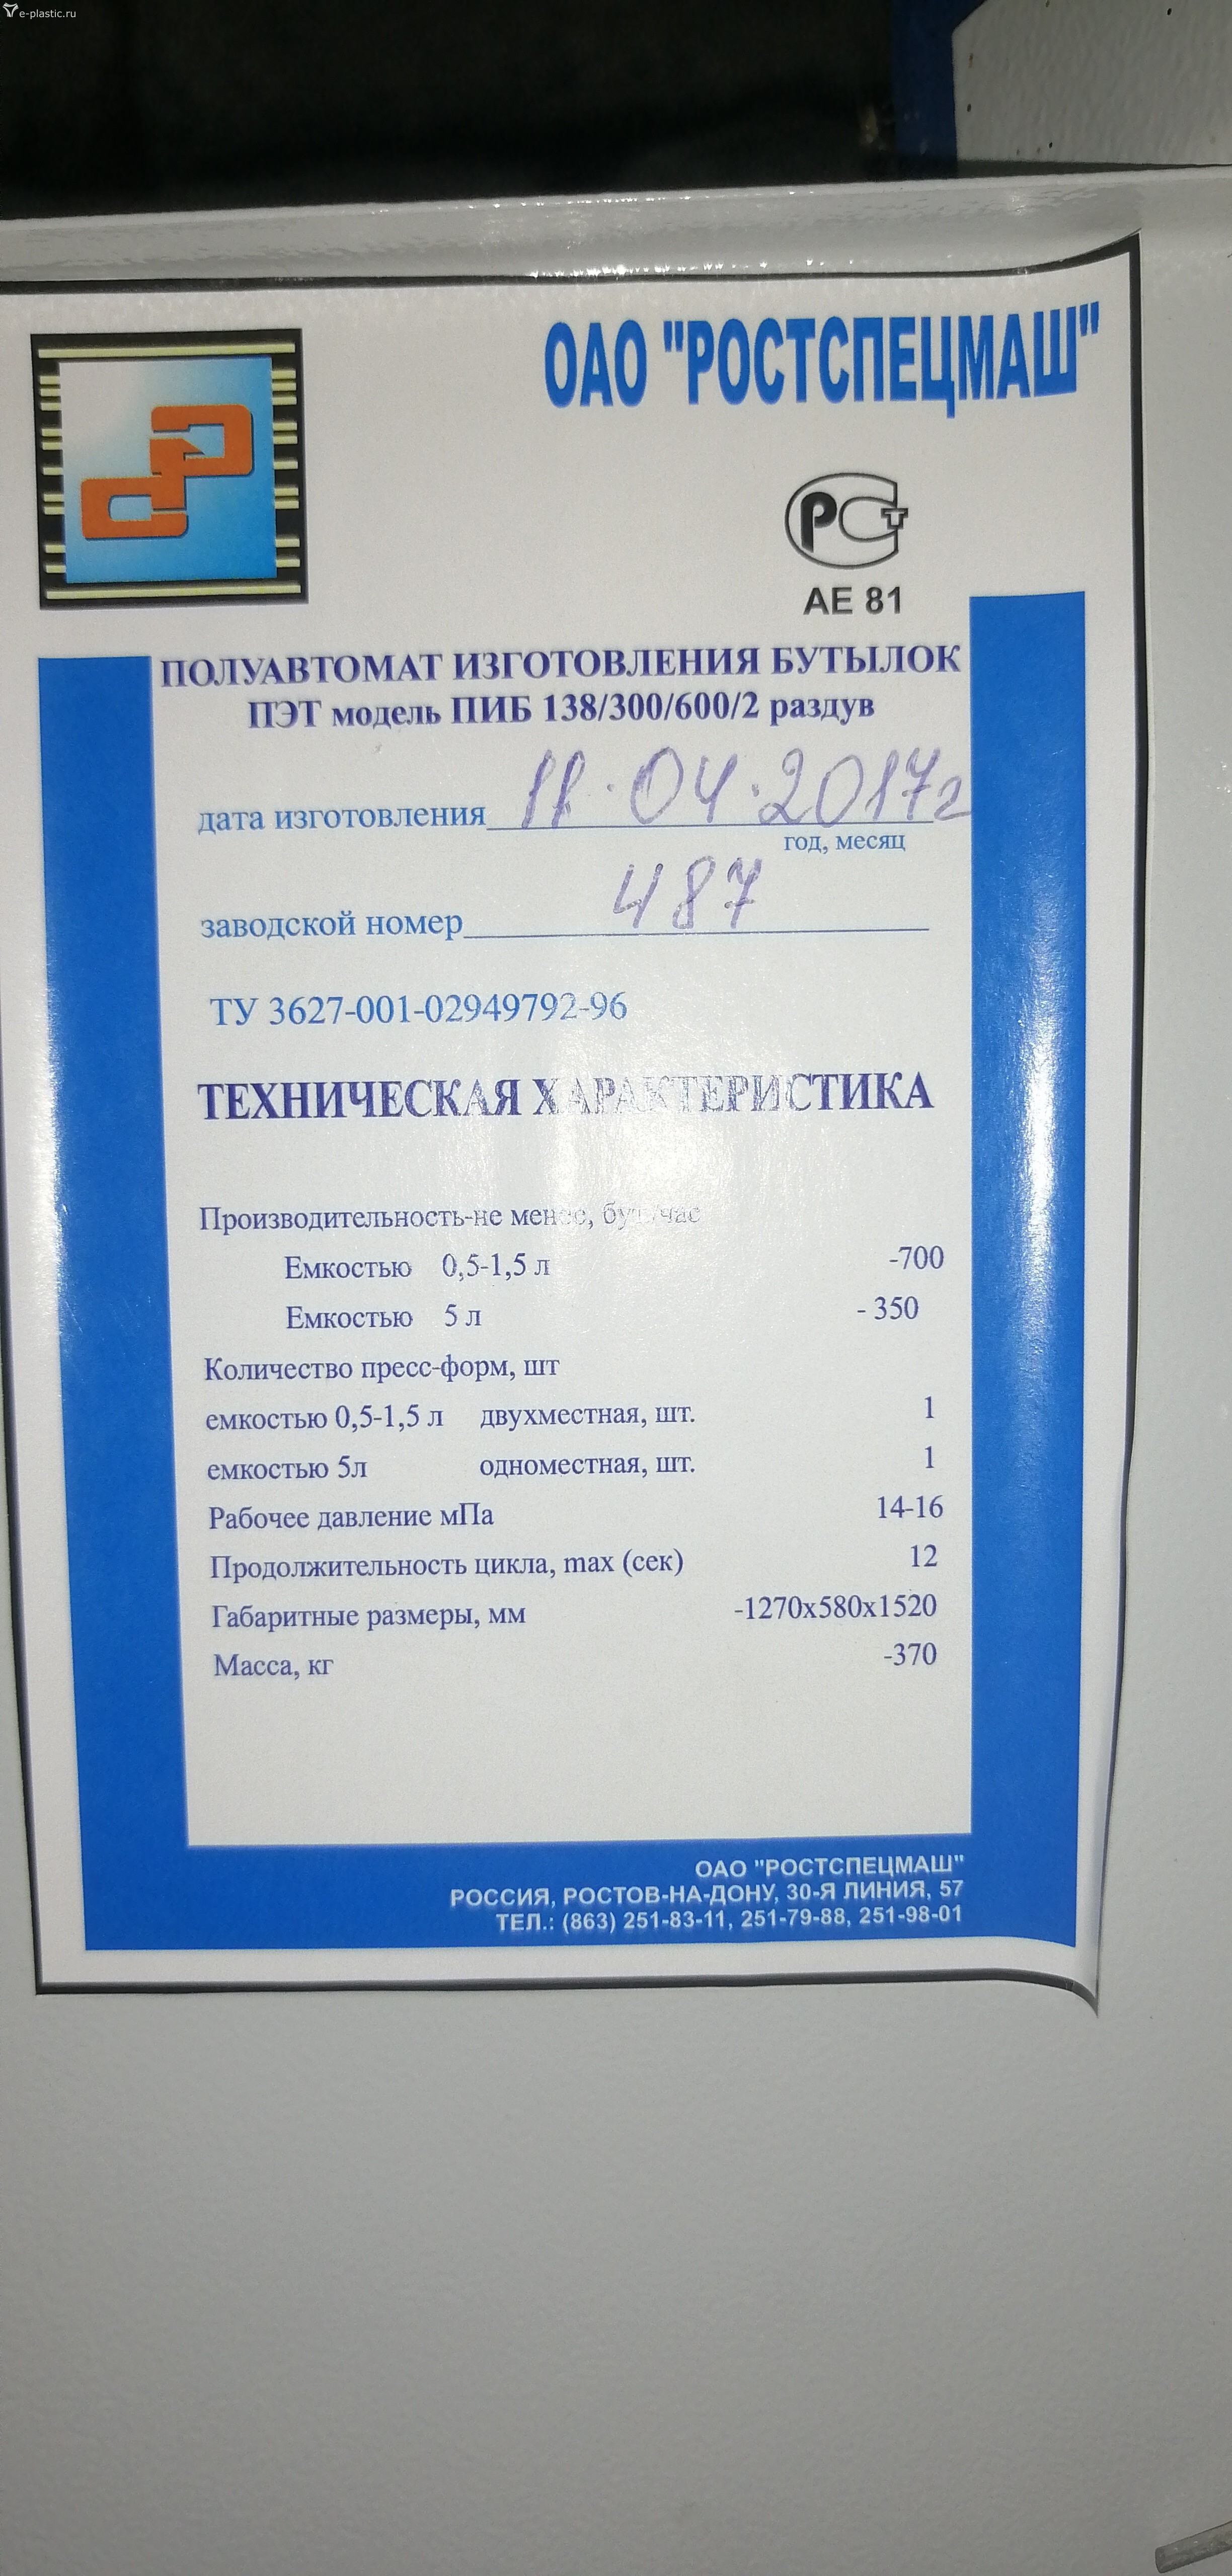 e-plastic.ru
ОАО "РОСТСПЕЦМАШ"
РСТ
АЕ 81
ПОЛУАВТОМАТ ИЗГОТОВЛЕНИЯ БУТЫЛОК
ПЭТ модель ПИБ 138/300/600/2 раздув
дата изготовления 11.04.2017г
год, месяц
заводской номер 487
ТУ 3627-001-02949792-96
ТЕХНИЧЕСКАЯ ХАРАКТЕРИСТИКА
Производительность-не менее, бут/час
Емкостью 0,5-1,5 л -700
Емкостью 5 л - 350
Количество пресс-форм, шт
емкостью 0,5-1,5 л двухместная, шт. 1
емкостью 5л одноместная, шт. 1
Рабочее давление мПа 14-16
Продолжительность цикла, max (сек) 12
Габаритные размеры, мм -1270х580х1520
Масса, кг -370
ОАО "РОСТСПЕЦМАШ"
РОССИЯ, РОСТОВ-НА-ДОНУ, 30-Я ЛИНИЯ, 57
ТЕЛ.: (863) 251-83-11, 251-79-88, 251-98-01